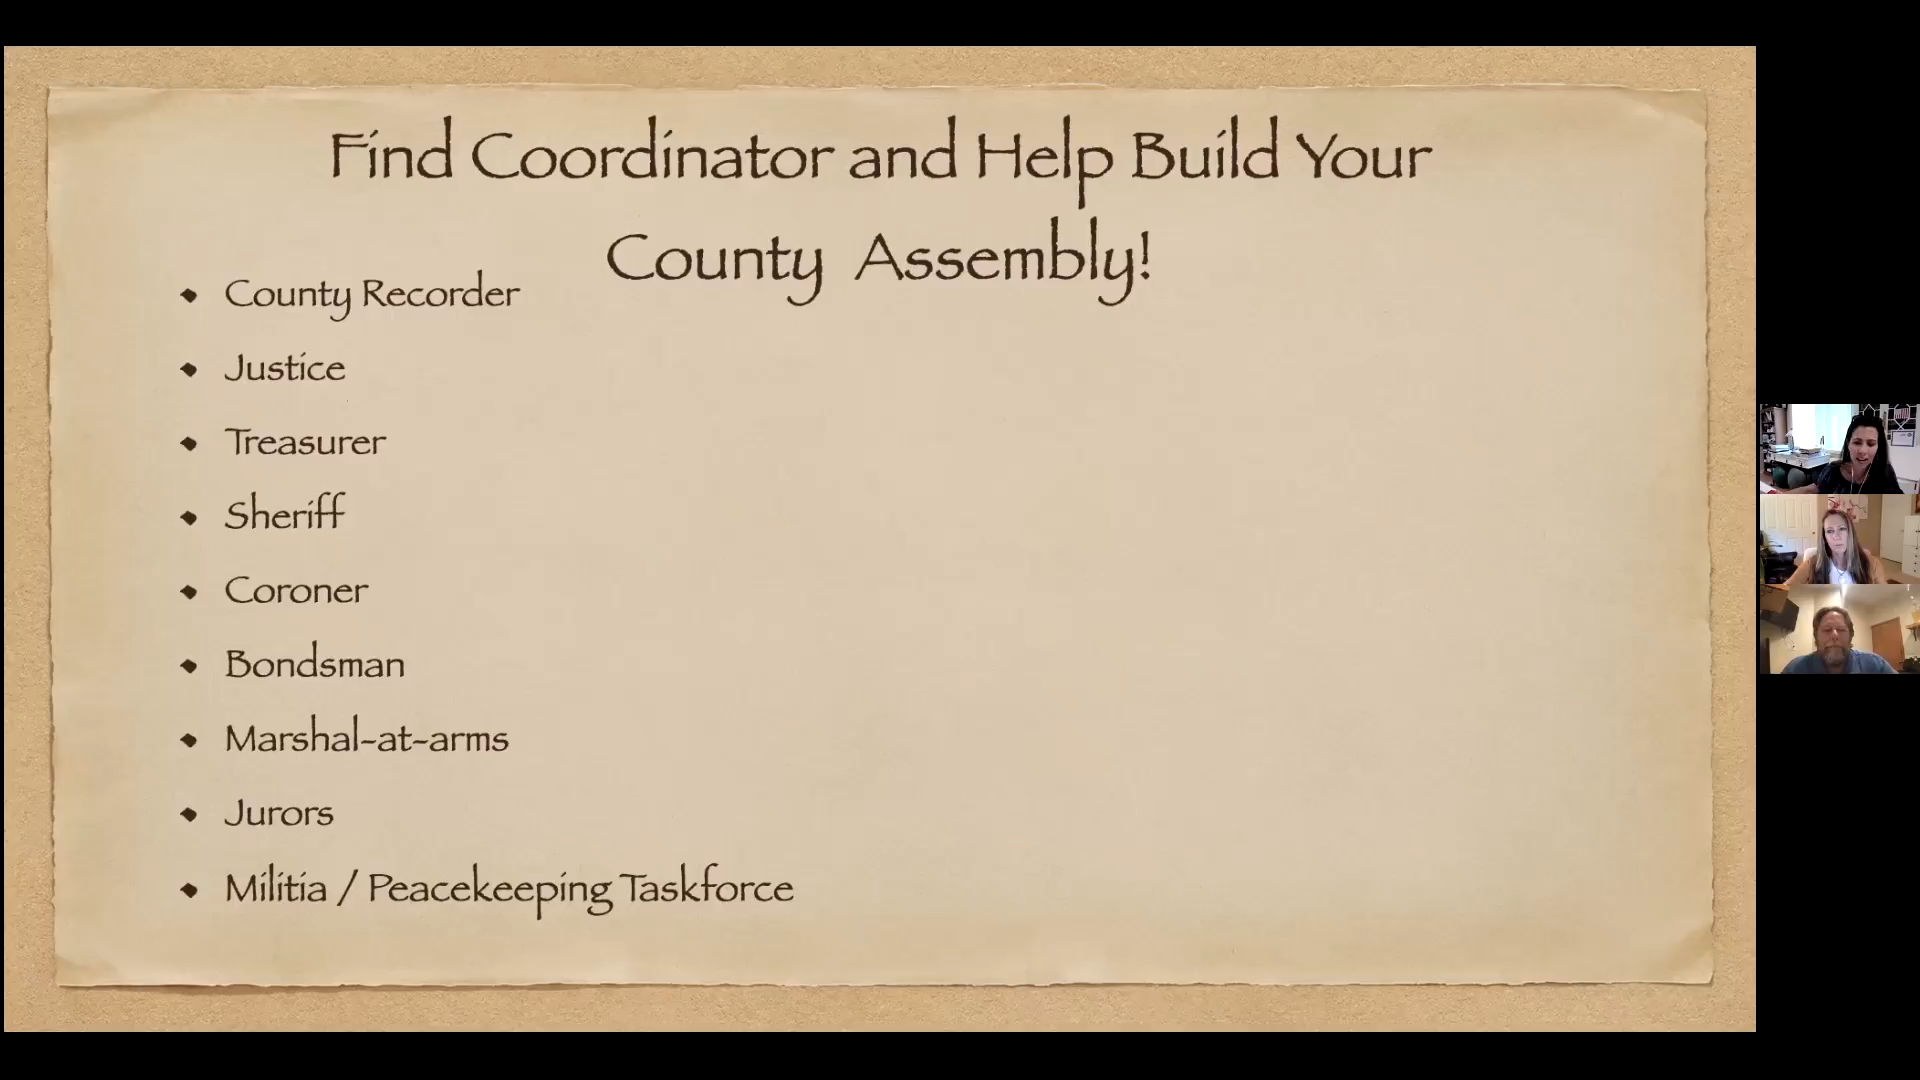 Find Coordinator and Help Build Your
County Assembly!
• County Recorder
• Justice
• Treasurer
• Sheriff
• Coroner
• Bondsman
• Marshal-at-arms
• Jurors
• Militia / Peacekeeping Taskforce